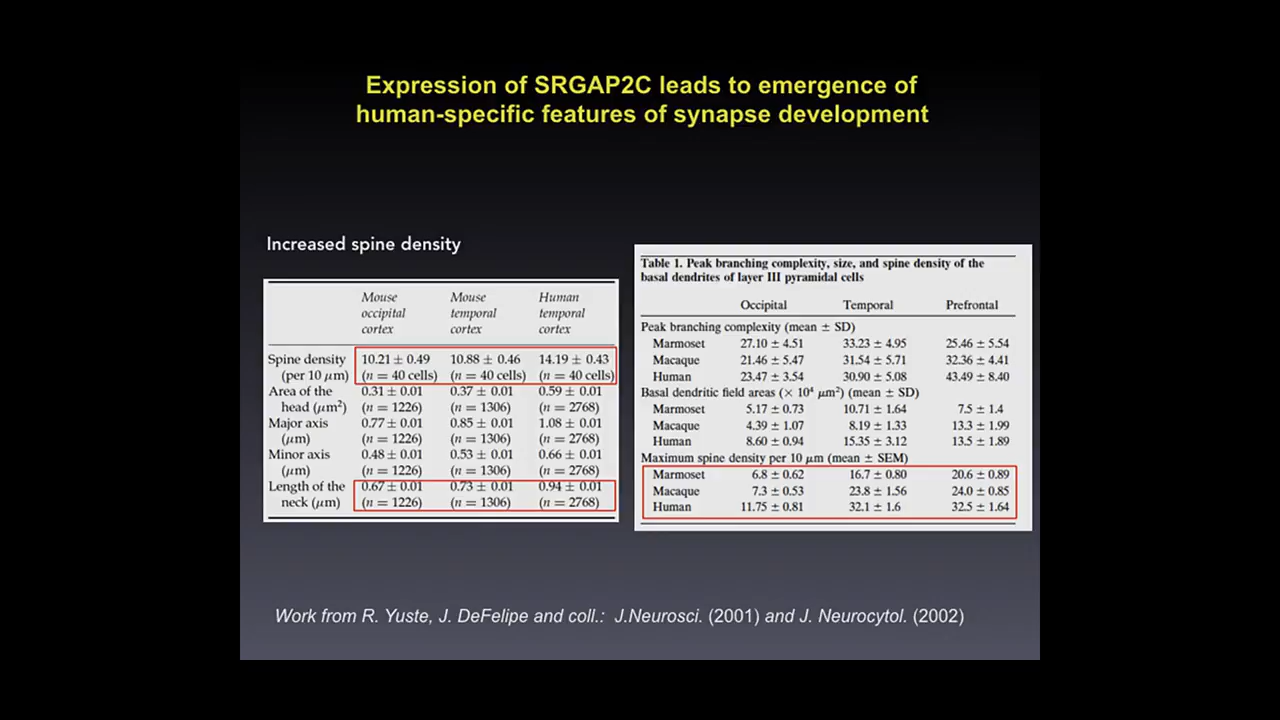 Expression of SRGAP2C leads to emergence of
human-specific features of synapse development
Increased spine density
Mouse occipital cortex Mouse temporal cortex Human temporal cortex
Spine density (per 10 μm) 10.21 ± 0.49 (n = 40 cells) 10.88 ± 0.46 (n = 40 cells) 14.19 ± 0.43 (n = 40 cells)
Area of the head (μm²) 0.31 ± 0.01 (n = 1226) 0.37 ± 0.01 (n = 1306) 0.59 ± 0.01 (n = 2768)
Major axis (μm) 0.77 ± 0.01 (n = 1226) 0.85 ± 0.01 (n = 1306) 1.08 ± 0.01 (n = 2768)
Minor axis (μm) 0.48 ± 0.01 (n = 1226) 0.53 ± 0.01 (n = 1306) 0.66 ± 0.01 (n = 2768)
Length of the neck (μm) 0.67 ± 0.01 (n = 1226) 0.73 ± 0.01 (n = 1306) 0.94 ± 0.01 (n = 2768)
Table 1. Peak branching complexity, size, and spine density of the
basal dendrites of layer III pyramidal cells
Occipital Temporal Prefrontal
Peak branching complexity (mean ± SD)
Marmoset 27.10 ± 4.51 33.23 ± 4.95 25.46 ± 5.54
Macaque 21.46 ± 5.47 31.54 ± 5.71 32.36 ± 4.41
Human 23.47 ± 3.54 30.90 ± 5.08 43.49 ± 8.40
Basal dendritic field areas (× 10⁴ μm²) (mean ± SD)
Marmoset 5.17 ± 0.73 10.71 ± 1.64 7.5 ± 1.4
Macaque 4.39 ± 1.07 8.19 ± 1.33 13.3 ± 1.99
Human 8.60 ± 0.94 15.35 ± 3.12 13.5 ± 1.89
Maximum spine density per 10 μm (mean ± SEM)
Marmoset 6.8 ± 0.62 16.7 ± 0.80 20.6 ± 0.89
Macaque 7.3 ± 0.53 23.8 ± 1.56 24.0 ± 0.85
Human 11.75 ± 0.81 32.1 ± 1.6 32.5 ± 1.64
Work from R. Yuste, J. DeFelipe and coll.: J.Neurosci. (2001) and J. Neurocytol. (2002)